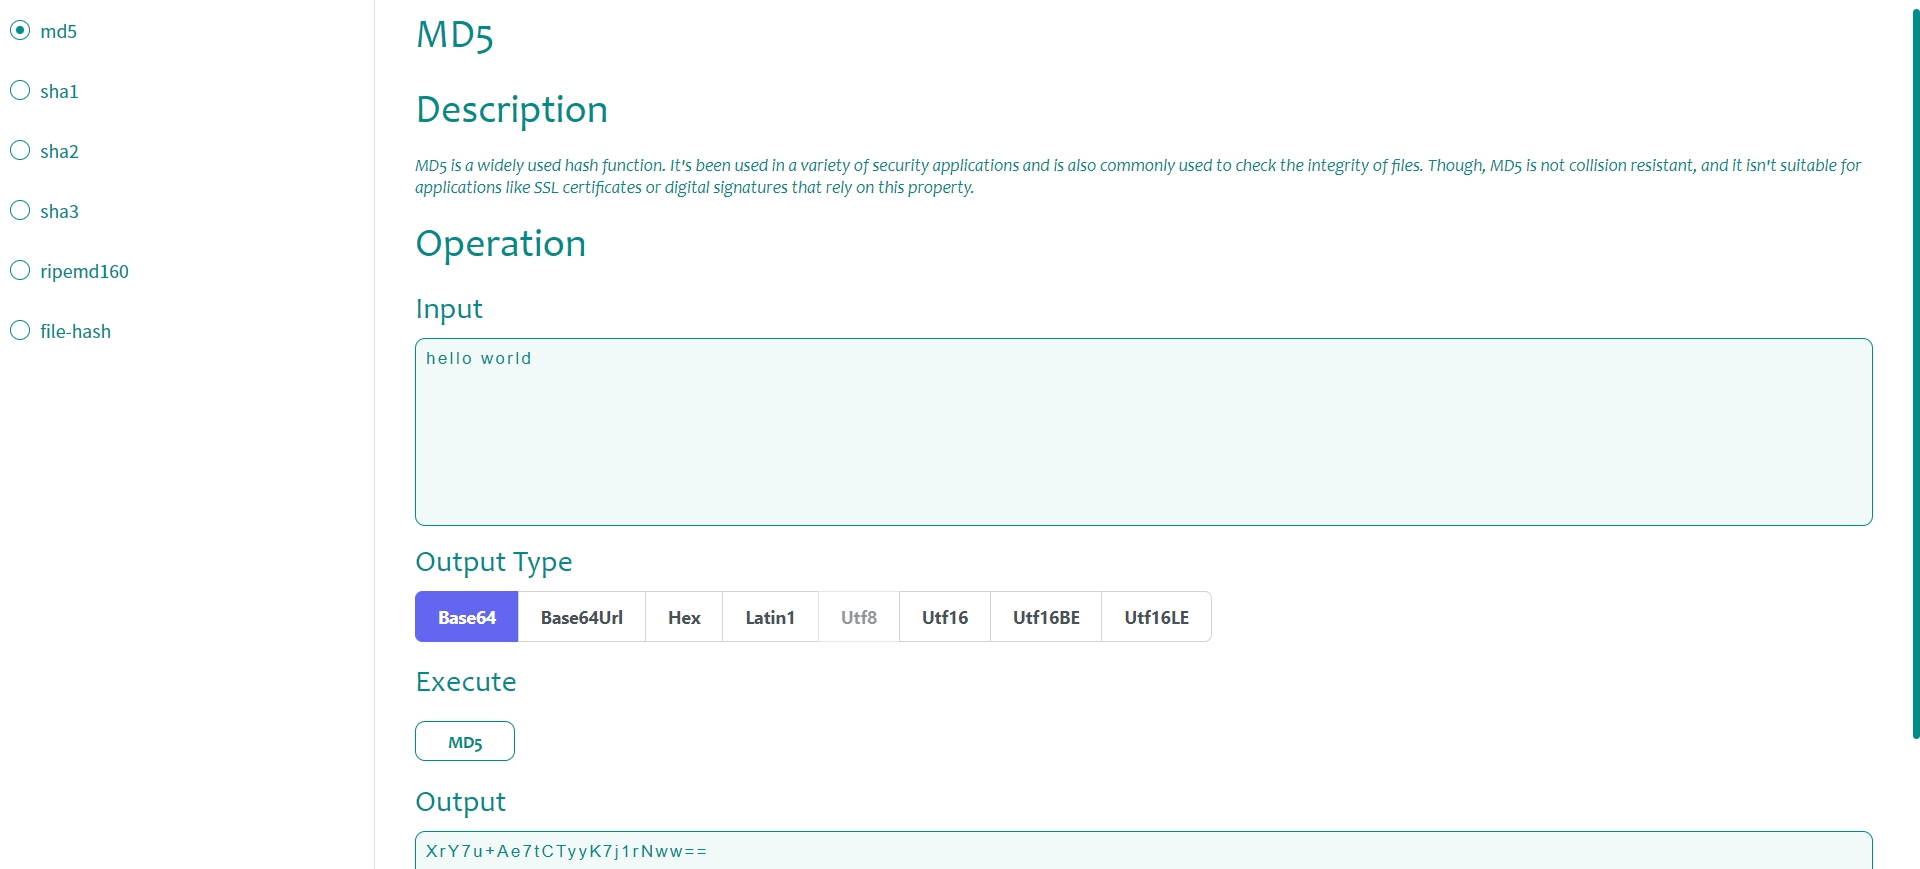 md5
sha1
sha2
sha3
ripemd160
file-hash
MD5
Description
MD5 is a widely used hash function. It's been used in a variety of security applications and is also commonly used to check the integrity of files. Though, MD5 is not collision resistant, and it isn't suitable for
applications like SSL certificates or digital signatures that rely on this property.
Operation
Input
hello world
Output Type
Base64 Base64Url Hex Latin1 Utf8 Utf16 Utf16BE Utf16LE
Execute
MD5
Output
XrY7u+Ae7tCTyyK7j1rNww==